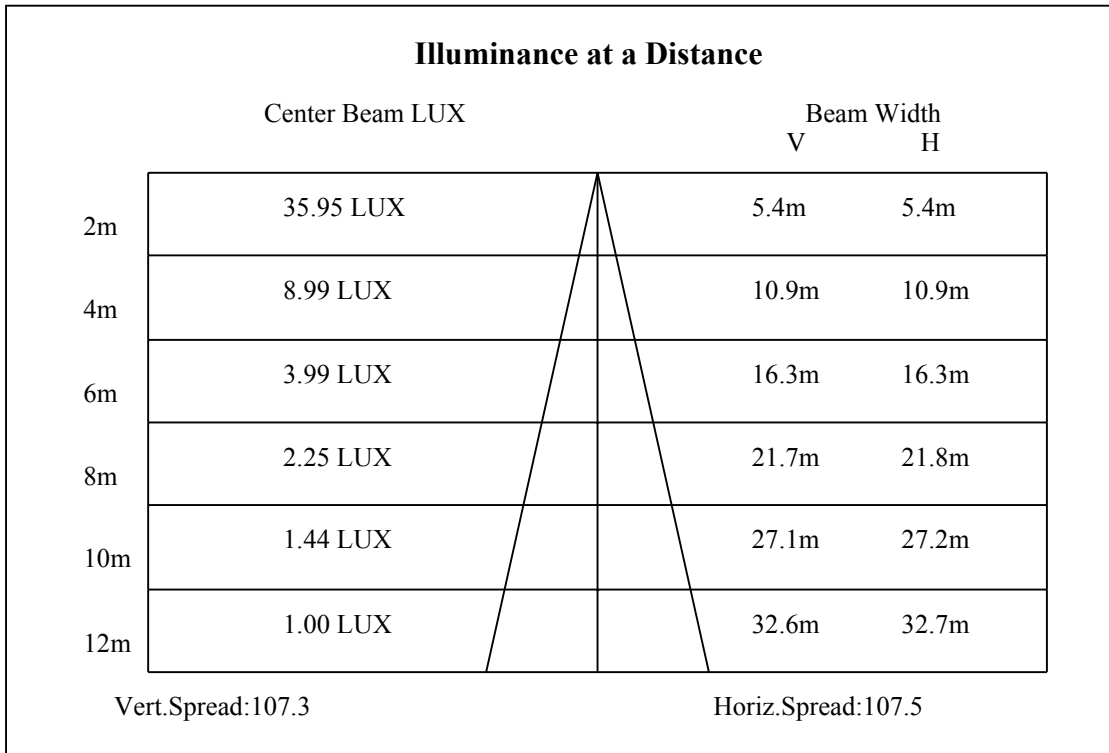 Illuminance at a Distance
Center Beam LUX Beam Width
V H
2m 35.95 LUX 5.4m 5.4m
4m 8.99 LUX 10.9m 10.9m
6m 3.99 LUX 16.3m 16.3m
8m 2.25 LUX 21.7m 21.8m
10m 1.44 LUX 27.1m 27.2m
12m 1.00 LUX 32.6m 32.7m
Vert.Spread:107.3 Horiz.Spread:107.5